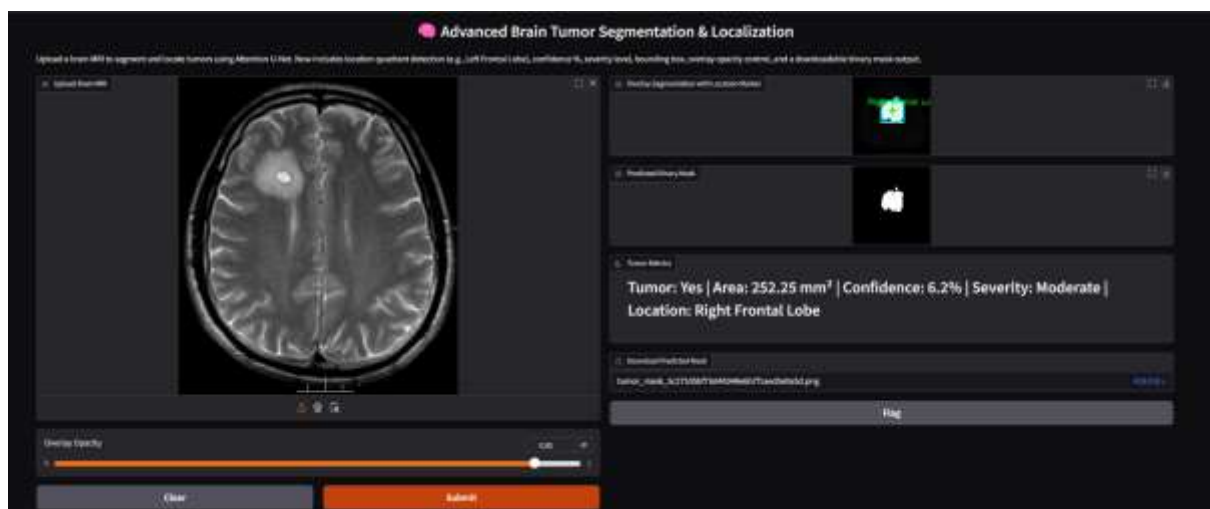 Advanced Brain Tumor Segmentation & Localization
Upload a brain MRI to segment and locate tumors using Attention U-Net. Now includes location quadrant detection (e.g., Left Frontal Lobe), confidence %, severity level, bounding box, overlay opacity control, and a downloadable binary mask output.
Upload Brain MRI
Overlay Segmentation with Location Marker
Predicted Binary Mask
Tumor Metrics
Tumor: Yes | Area: 252.25 mm² | Confidence: 6.2% | Severity: Moderate |
Location: Right Frontal Lobe
Download Predicted Mask
Flag
Overlay Opacity
Clear
Submit